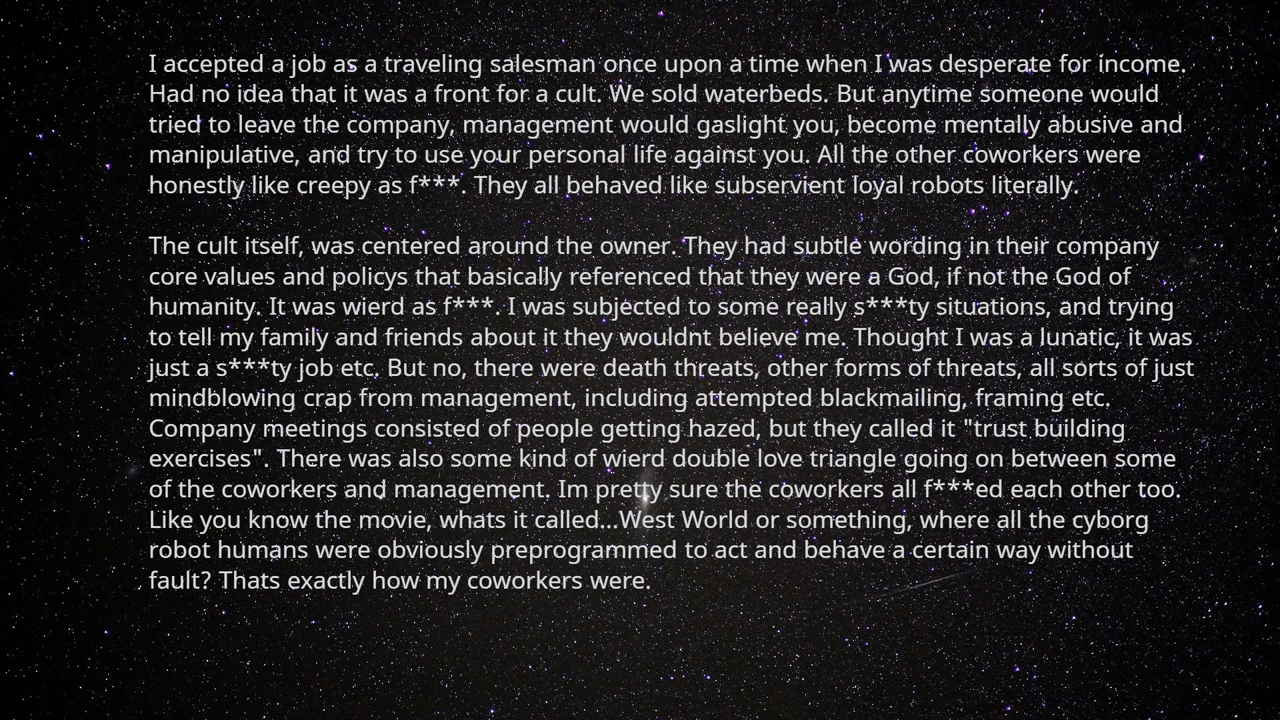 I accepted a job as a traveling salesman once upon a time when I was desperate for income.
Had no idea that it was a front for a cult. We sold waterbeds. But anytime someone would
tried to leave the company, management would gaslight you, become mentally abusive and
manipulative, and try to use your personal life against you. All the other coworkers were
honestly like creepy as f***. They all behaved like subservient loyal robots literally.

The cult itself, was centered around the owner. They had subtle wording in their company
core values and policys that basically referenced that they were a God, if not the God of
humanity. It was wierd as f***. I was subjected to some really s***ty situations, and trying
to tell my family and friends about it they wouldnt believe me. Thought I was a lunatic, it was
just a s***ty job etc. But no, there were death threats, other forms of threats, all sorts of just
mindblowing crap from management, including attempted blackmailing, framing etc.
Company meetings consisted of people getting hazed, but they called it "trust building
exercises". There was also some kind of wierd double love triangle going on between some
of the coworkers and management. Im pretty sure the coworkers all f***ed each other too.
Like you know the movie, whats it called...West World or something, where all the cyborg
robot humans were obviously preprogrammed to act and behave a certain way without
fault? Thats exactly how my coworkers were.